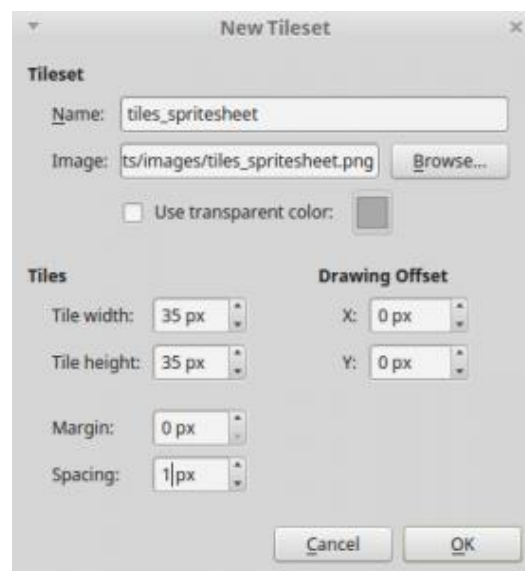 New Tileset
Tileset
Name: tiles_spritesheet
Image: ts/images/tiles_spritesheet.png Browse...
Use transparent color:
Tiles Drawing Offset
Tile width: 35 px X: 0 px
Tile height: 35 px Y: 0 px
Margin: 0 px
Spacing: 1 px
Cancel OK